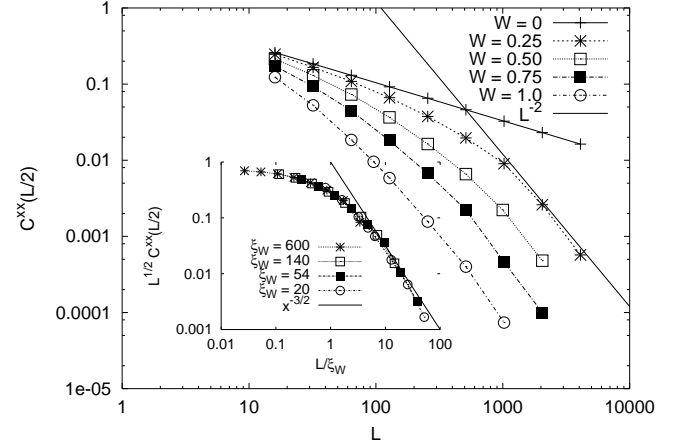 1
0.1
0.01
0.001
0.0001
1e-05
C^{xx}(L/2)
1 10 100 1000 10000
L
W = 0
W = 0.25
W = 0.50
W = 0.75
W = 1.0
L^{-2}
1
0.1
0.01
0.001
L^{1/2} C^{xx}(L/2)
0.01 0.1 1 10 100
L/ξ_W
ξ_W = 600
ξ_W = 140
ξ_W = 54
ξ_W = 20
x^{-3/2}